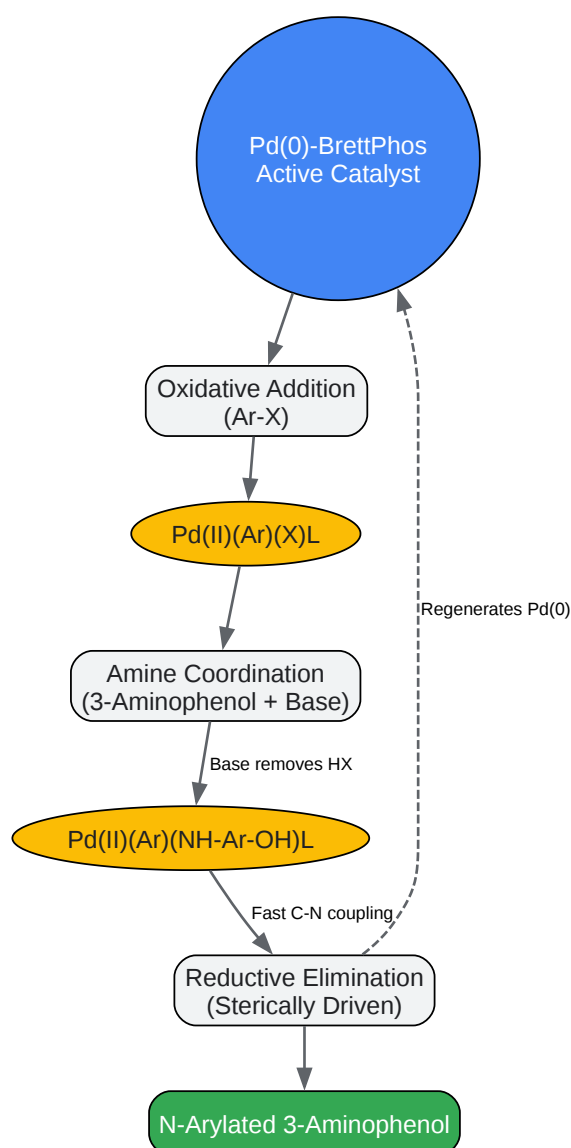 Pd(0)-BrettPhos
Active Catalyst
Oxidative Addition
(Ar-X)
Pd(II)(Ar)(X)L
Regenerates Pd(0)
Amine Coordination
(3-Aminophenol + Base)
Base removes HX
Pd(II)(Ar)(NH-Ar-OH)L
Fast C-N coupling
Reductive Elimination
(Sterically Driven)
N-Arylated 3-Aminophenol